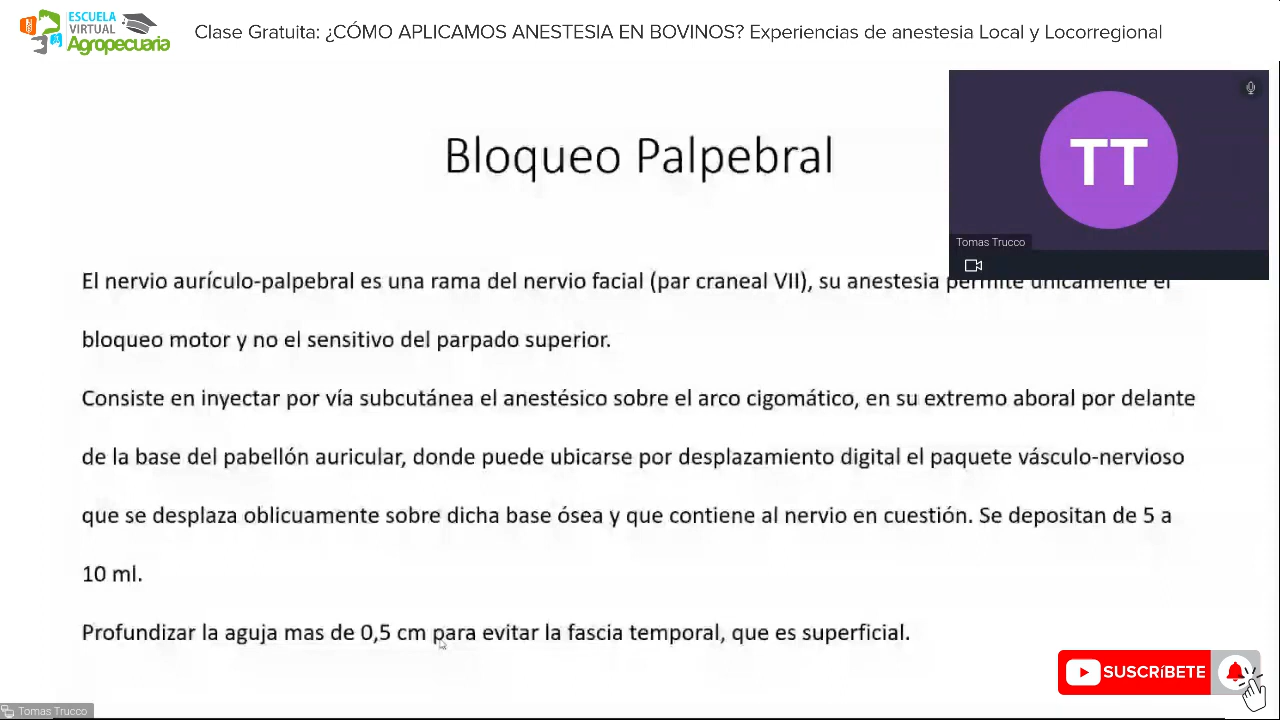 ESCUELA
VIRTUAL
Agropecuaria
Clase Gratuita: ¿CÓMO APLICAMOS ANESTESIA EN BOVINOS? Experiencias de anestesia Local y Locorregional
TT
Tomas Trucco
Bloqueo Palpebral
El nervio aurículo-palpebral es una rama del nervio facial (par craneal VII), su anestesia permite únicamente el
bloqueo motor y no el sensitivo del parpado superior.
Consiste en inyectar por vía subcutánea el anestésico sobre el arco cigomático, en su extremo aboral por delante
de la base del pabellón auricular, donde puede ubicarse por desplazamiento digital el paquete vásculo-nervioso
que se desplaza oblicuamente sobre dicha base ósea y que contiene al nervio en cuestión. Se depositan de 5 a
10 ml.
Profundizar la aguja mas de 0,5 cm para evitar la fascia temporal, que es superficial.
SUSCRíBETE
Tomas Trucco